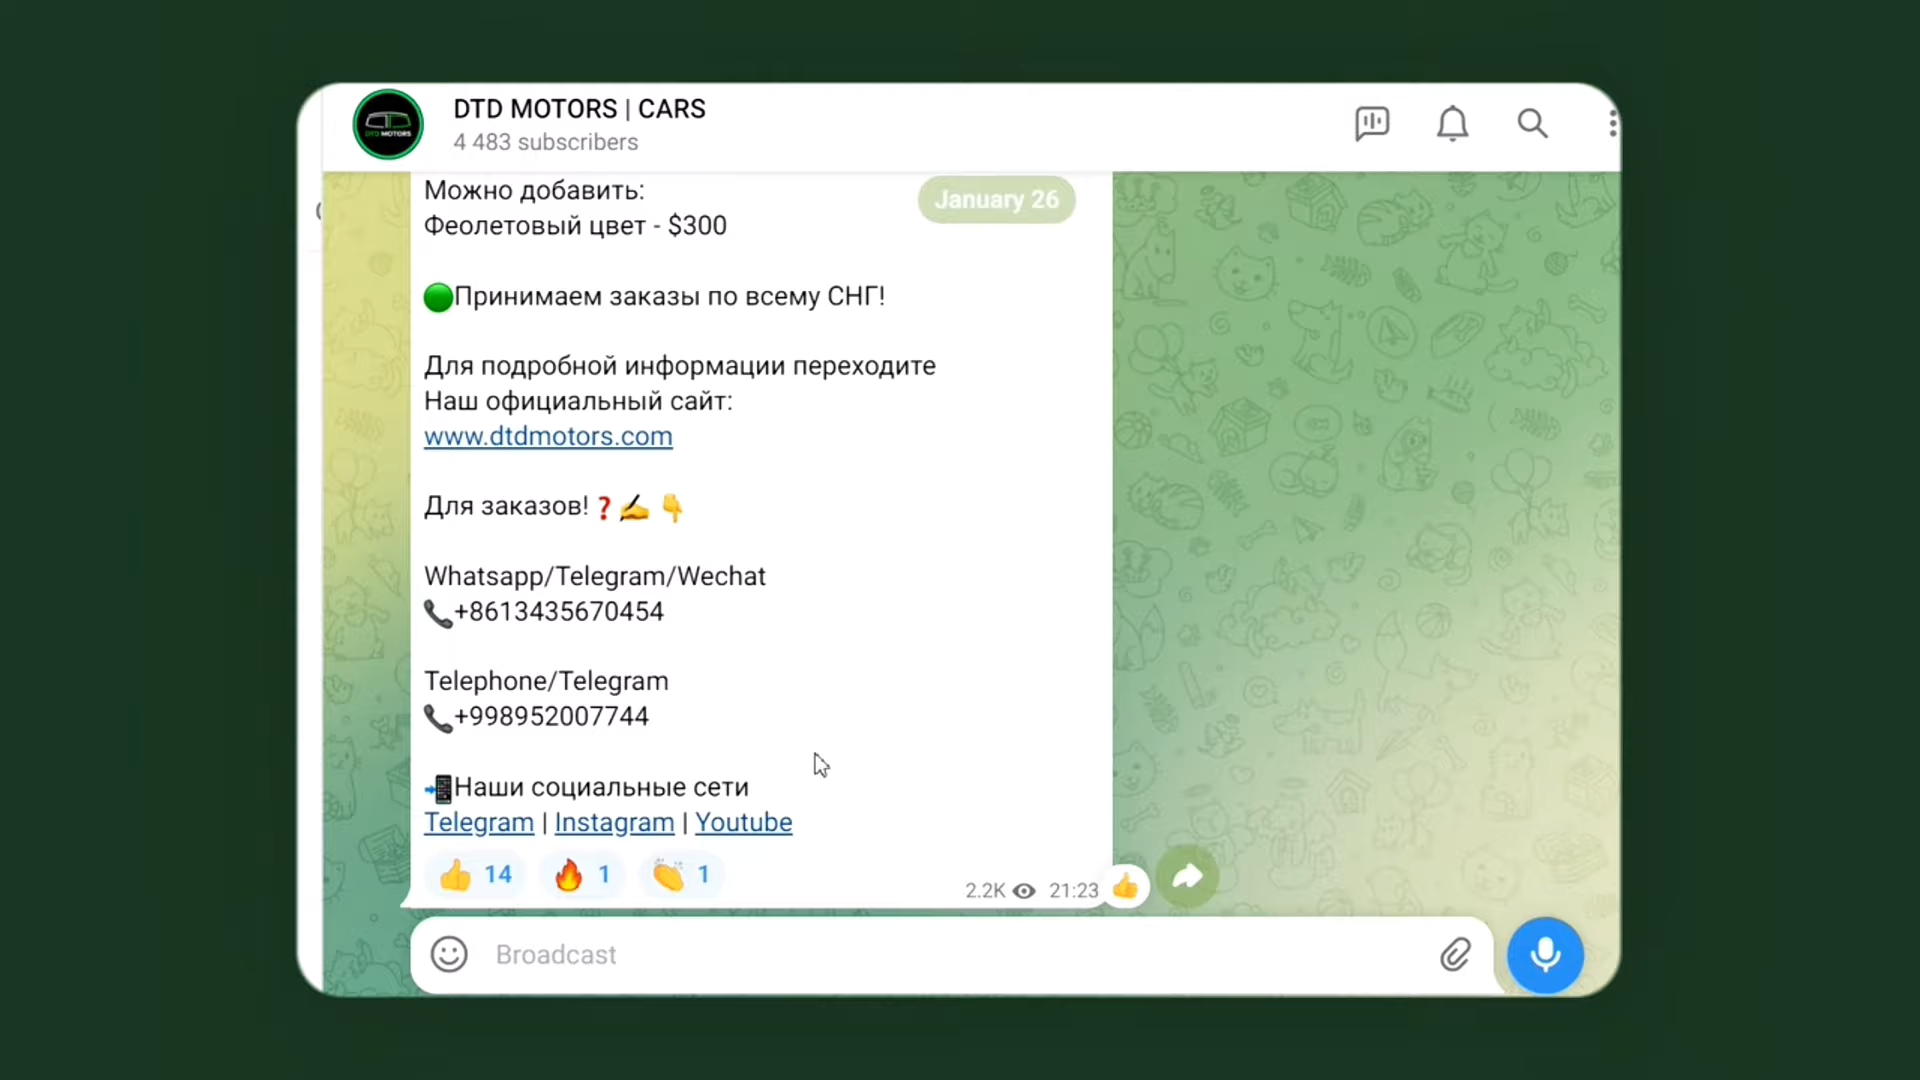 DTD MOTORS
DTD MOTORS | CARS
4 483 subscribers
January 26
Можно добавить:
Феолетовый цвет - $300
🟢Принимаем заказы по всему СНГ!
Для подробной информации переходите
Наш официальный сайт:
www.dtdmotors.com
Для заказов!❓✍️👇
Whatsapp/Telegram/Wechat
📞+8613435670454
Telephone/Telegram
📞+998952007744
📲Наши социальные сети
Telegram | Instagram | Youtube
👍 14 🔥 1 👏 1
2.2K 21:23 👍
Broadcast